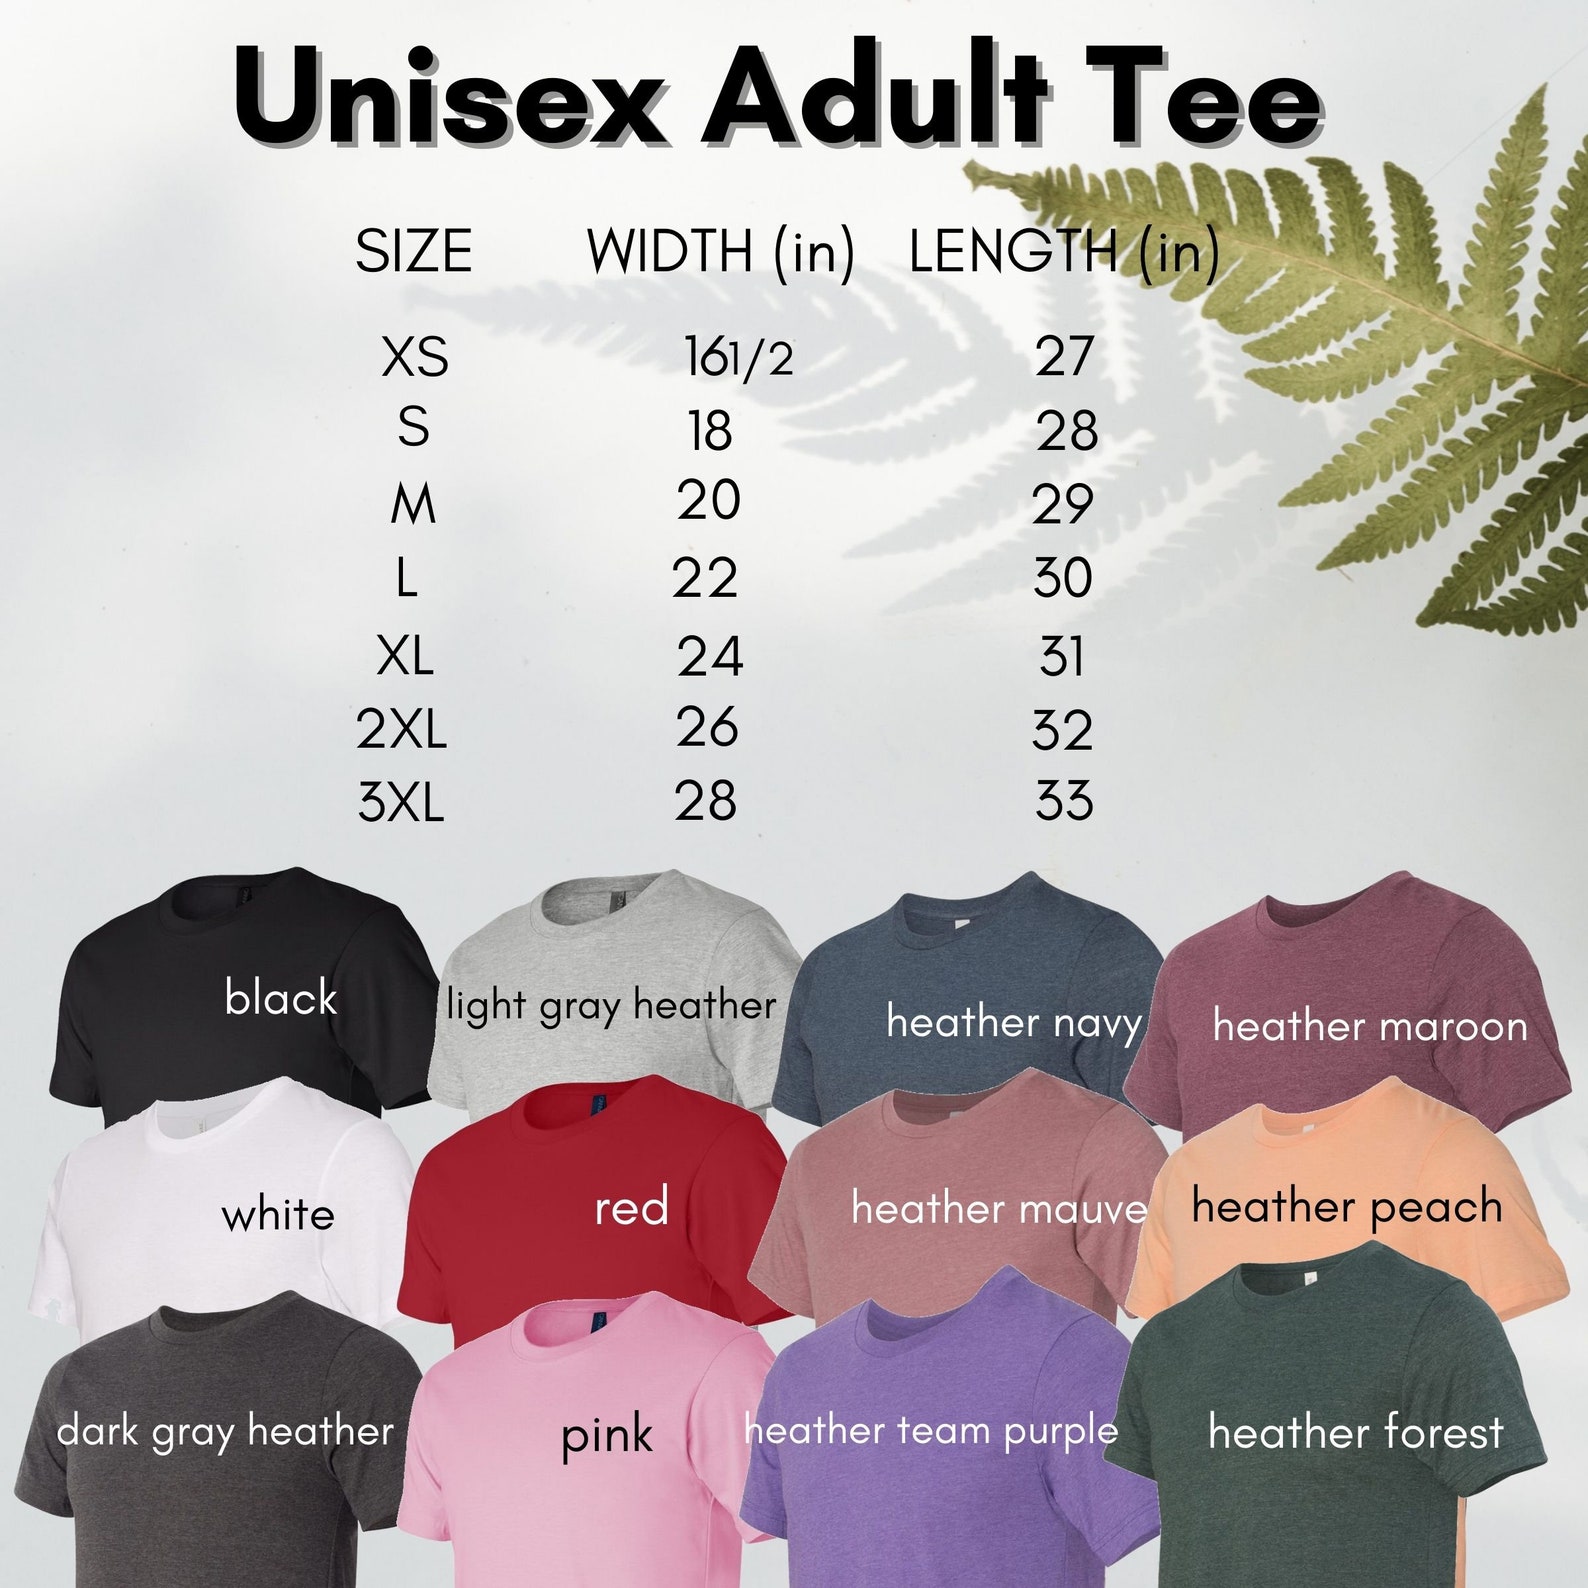 Unisex Adult Tee
SIZE WIDTH (in) LENGTH (in)
XS 161/2 27
S 18 28
M 20 29
L 22 30
XL 24 31
2XL 26 32
3XL 28 33
black light gray heather heather navy heather maroon
white red heather mauve heather peach
dark gray heather pink heather team purple heather forest